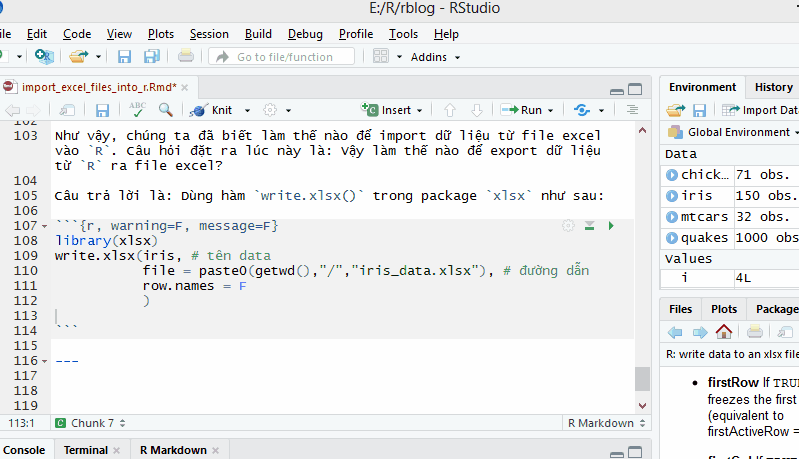 E:/R/rblog - RStudio
ile Edit Code View Plots Session Build Debug Profile Tools Help
Go to file/function Addins
import_excel_files_into_r.Rmd*
ABC Knit Insert Run
103 Như vậy, chúng ta đã biết làm thế nào để import dữ liệu từ file excel
vào `R`. Câu hỏi đặt ra lúc này là: Vậy làm thế nào để export dữ liệu
từ `R` ra file excel?
104
105 Câu trả lời là: Dùng hàm `write.xlsx()` trong package `xlsx` như sau:
106
107 ```{r, warning=F, message=F}
108 library(xlsx)
109 write.xlsx(iris, # tên data
110 file = paste0(getwd(),"/","iris_data.xlsx"), # đường dẫn
111 row.names = F
112 )
113
114 ```
115
116 ---
117
118
119
113:1 Chunk 7 R Markdown
Console Terminal R Markdown
Environment History
Import Data
Global Environment
Data
chick... 71 obs.
iris 150 obs.
mtcars 32 obs.
quakes 1000 obs
Values
i 4L
Files Plots Package
R: write data to an xlsx file
firstRow If TRUE
freezes the first
(equivalent to
firstActiveRow =